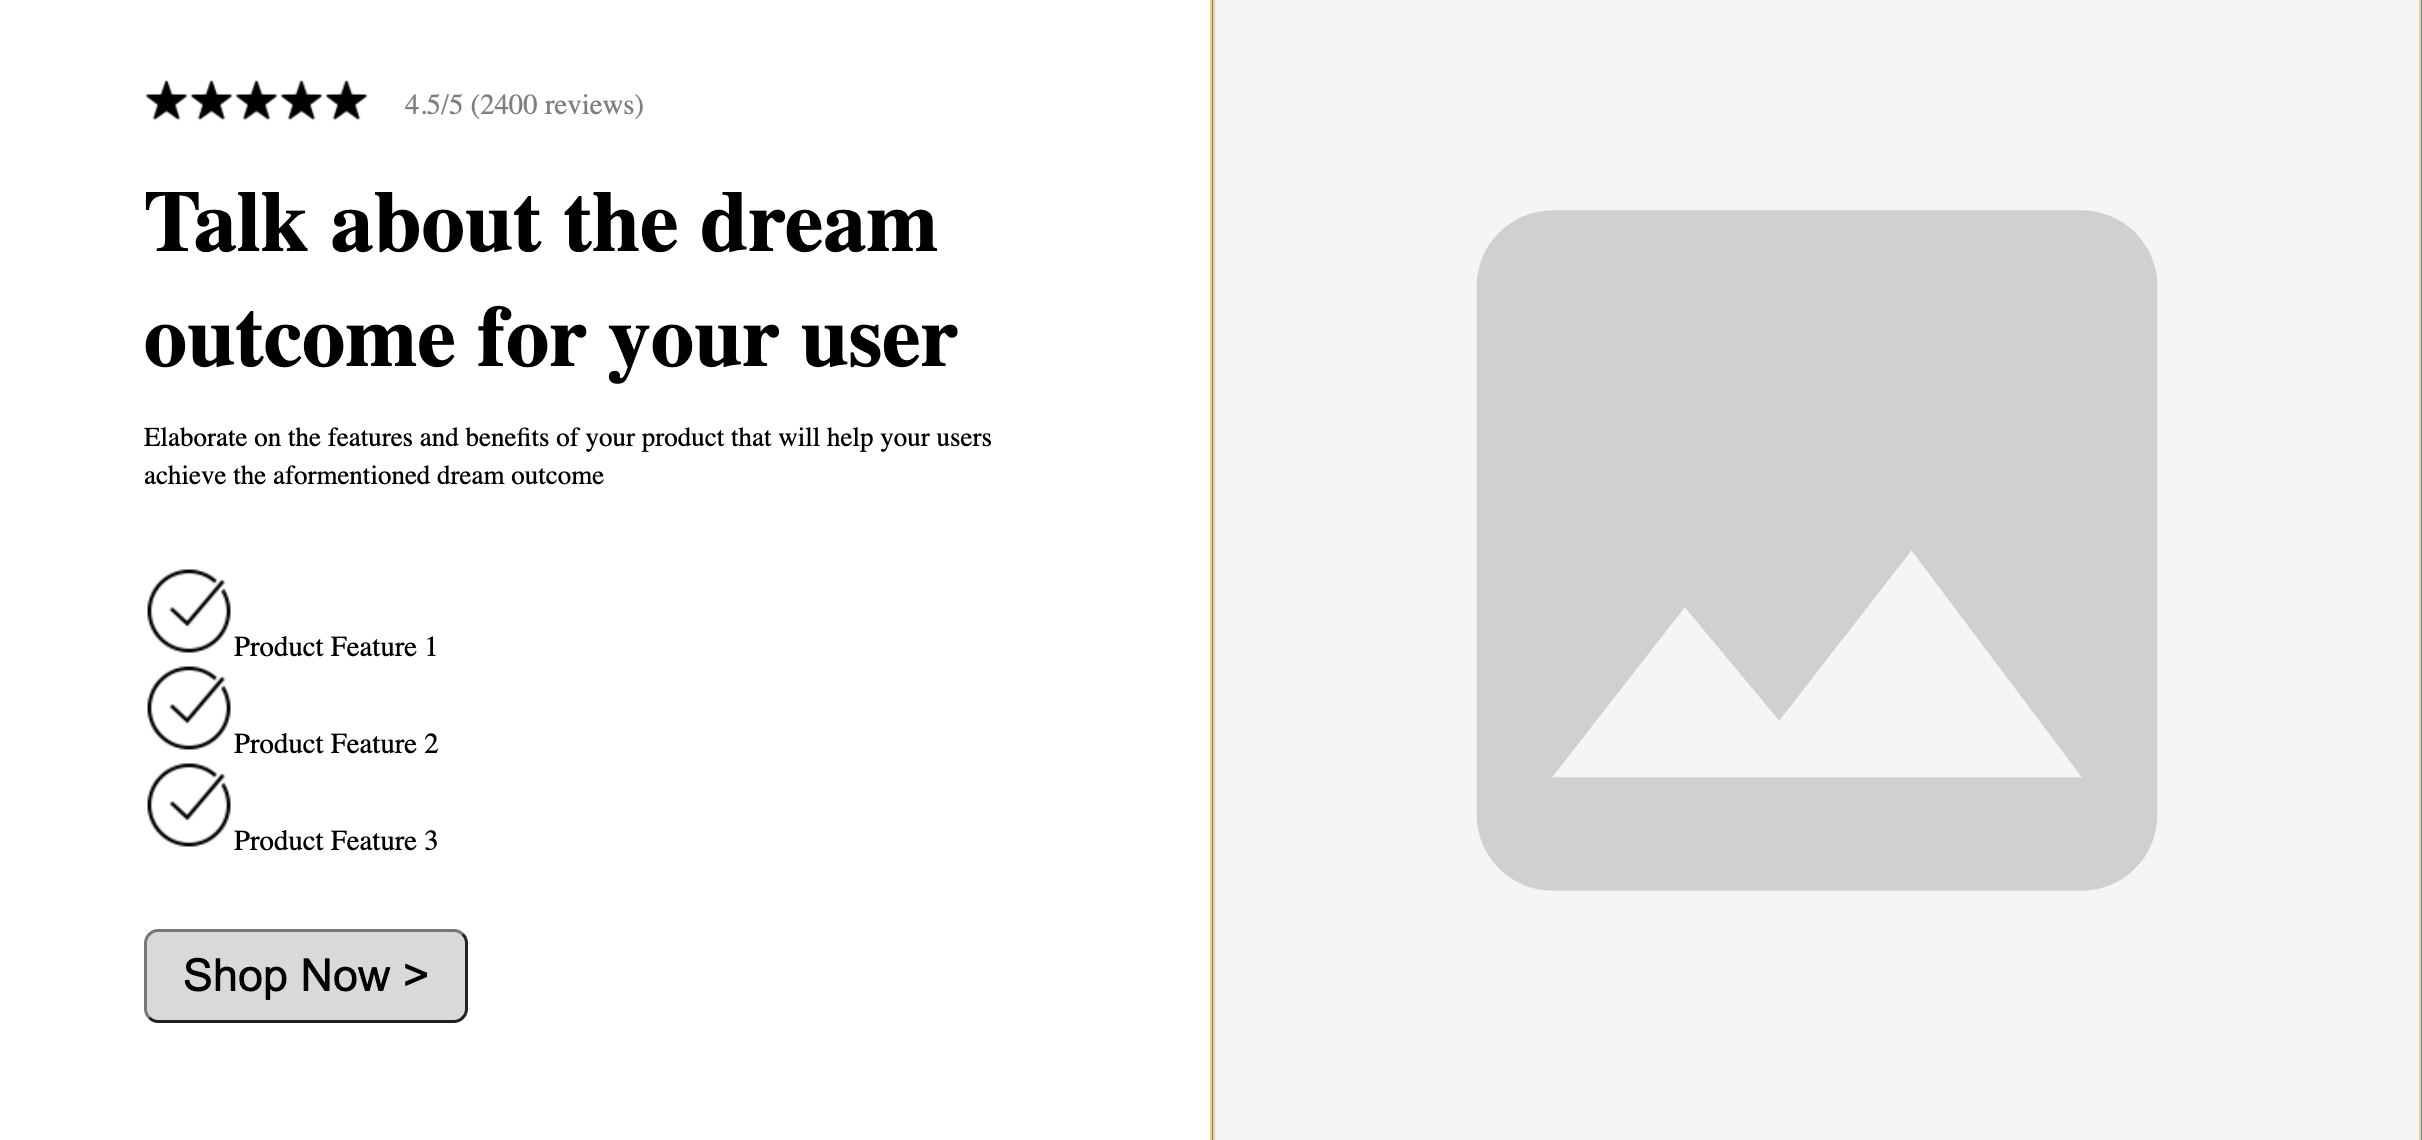 4.5/5 (2400 reviews)
Talk about the dream
outcome for your user
Elaborate on the features and benefits of your product that will help your users
achieve the aformentioned dream outcome
Product Feature 1
Product Feature 2
Product Feature 3
Shop Now >